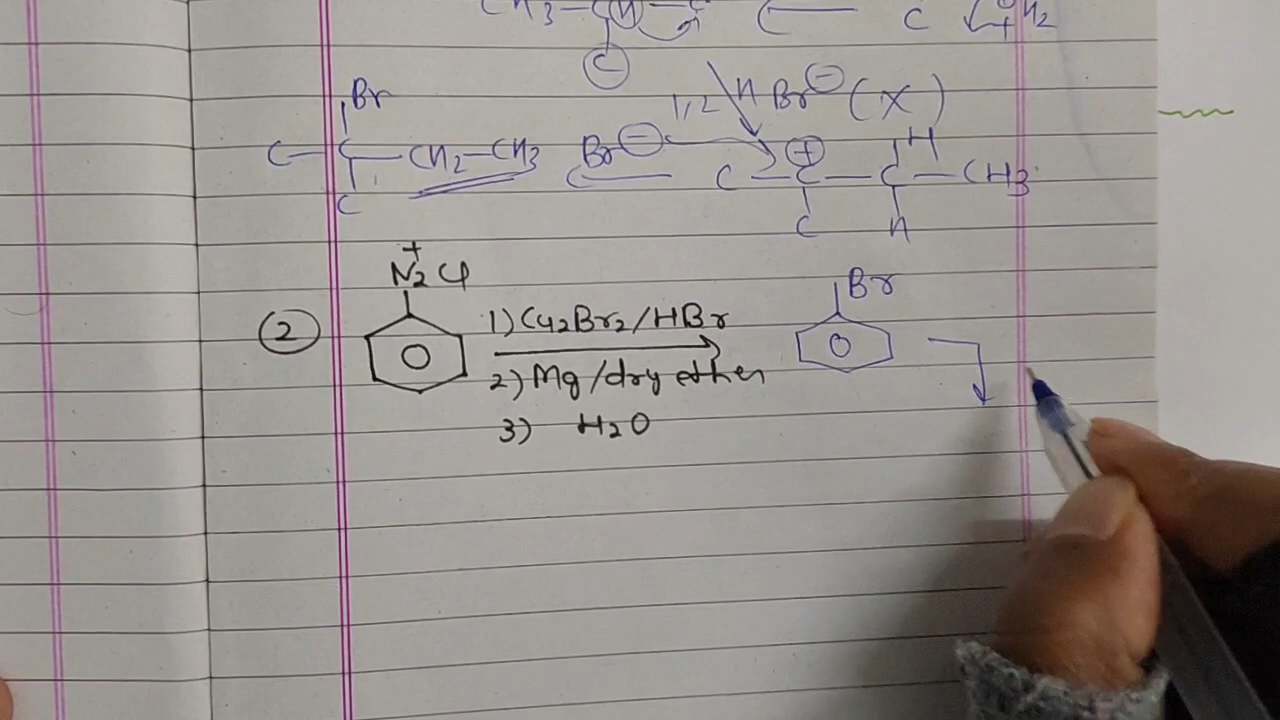 CH3
C
1,2 H Br⊖ (X)
Br
C—C—CH2—CH3 Br⊖ C—C⊕—C—CH3
H
C C H
N2+ Cl
Br
② 1) Cu2Br2/HBr
2) Mg/dry ether
3) H2O